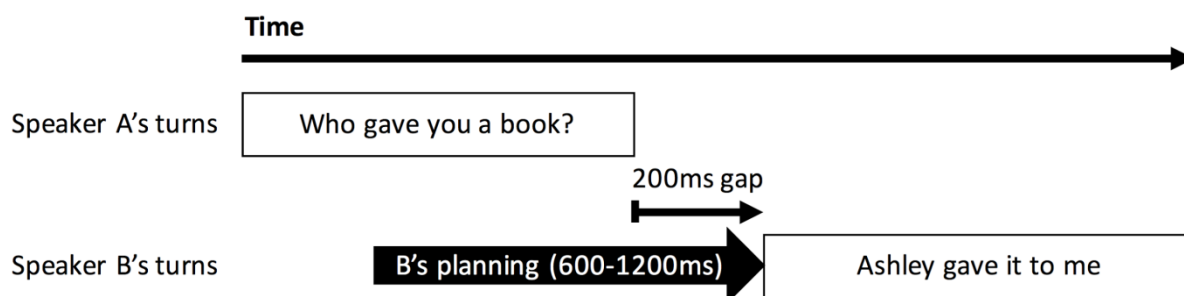 Time
Speaker A’s turns
Who gave you a book?
200ms gap
Speaker B’s turns
B’s planning (600-1200ms)
Ashley gave it to me